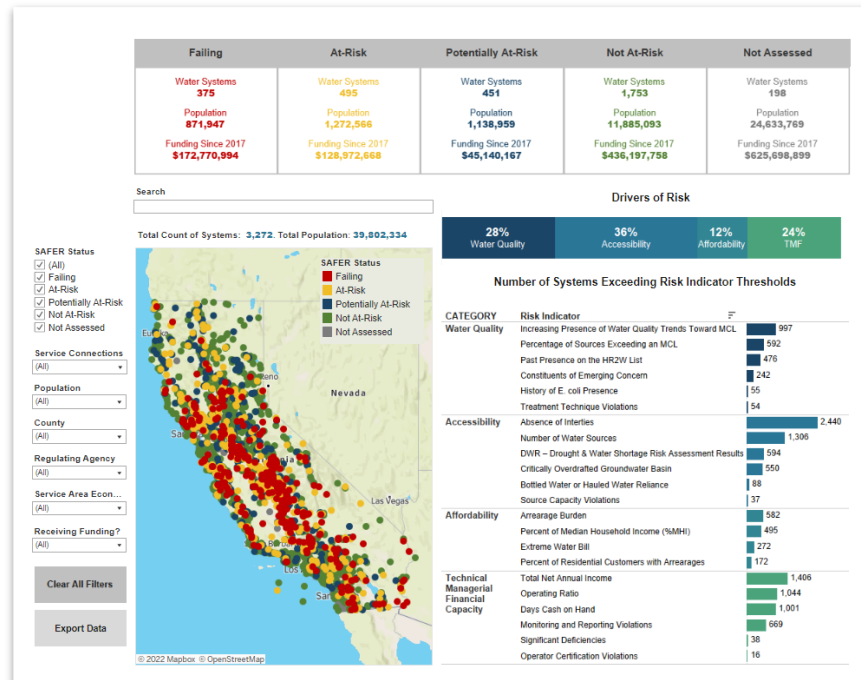 Failing
At-Risk
Potentially At-Risk
Not At-Risk
Not Assessed
Water Systems
375
Population
871,947
Funding Since 2017
$172,770,994
Water Systems
495
Population
1,272,566
Funding Since 2017
$128,972,668
Water Systems
451
Population
1,138,959
Funding Since 2017
$45,140,167
Water Systems
1,753
Population
11,885,093
Funding Since 2017
$436,197,758
Water Systems
198
Population
24,633,769
Funding Since 2017
$625,698,899
Search
Total Count of Systems: 3,272. Total Population: 39,802,334
SAFER Status
(All)
Failing
At-Risk
Potentially At-Risk
Not At-Risk
Not Assessed
Service Connections
(All)
Population
(All)
County
(All)
Regulating Agency
(All)
Service Area Econ...
(All)
Receiving Funding?
(All)
Clear All Filters
Export Data
SAFER Status
Failing
At-Risk
Potentially At-Risk
Not At-Risk
Not Assessed
Nevada
Las Vegas
© 2022 Mapbox © OpenStreetMap
Drivers of Risk
28%
Water Quality
36%
Accessibility
12%
Affordability
24%
TMF
Number of Systems Exceeding Risk Indicator Thresholds
CATEGORY Risk Indicator
Water Quality Increasing Presence of Water Quality Trends Toward MCL 997
Percentage of Sources Exceeding an MCL 592
Past Presence on the HR2W List 476
Constituents of Emerging Concern 242
History of E. coli Presence 55
Treatment Technique Violations 54
Accessibility Absence of Interties 2,440
Number of Water Sources 1,306
DWR – Drought & Water Shortage Risk Assessment Results 594
Critically Overdrafted Groundwater Basin 550
Bottled Water or Hauled Water Reliance 88
Source Capacity Violations 37
Affordability Arrearage Burden 582
Percent of Median Household Income (%MHI) 495
Extreme Water Bill 272
Percent of Residential Customers with Arrearages 172
Technical Managerial Financial Capacity Total Net Annual Income 1,406
Operating Ratio 1,044
Days Cash on Hand 1,001
Monitoring and Reporting Violations 669
Significant Deficiencies 38
Operator Certification Violations 16